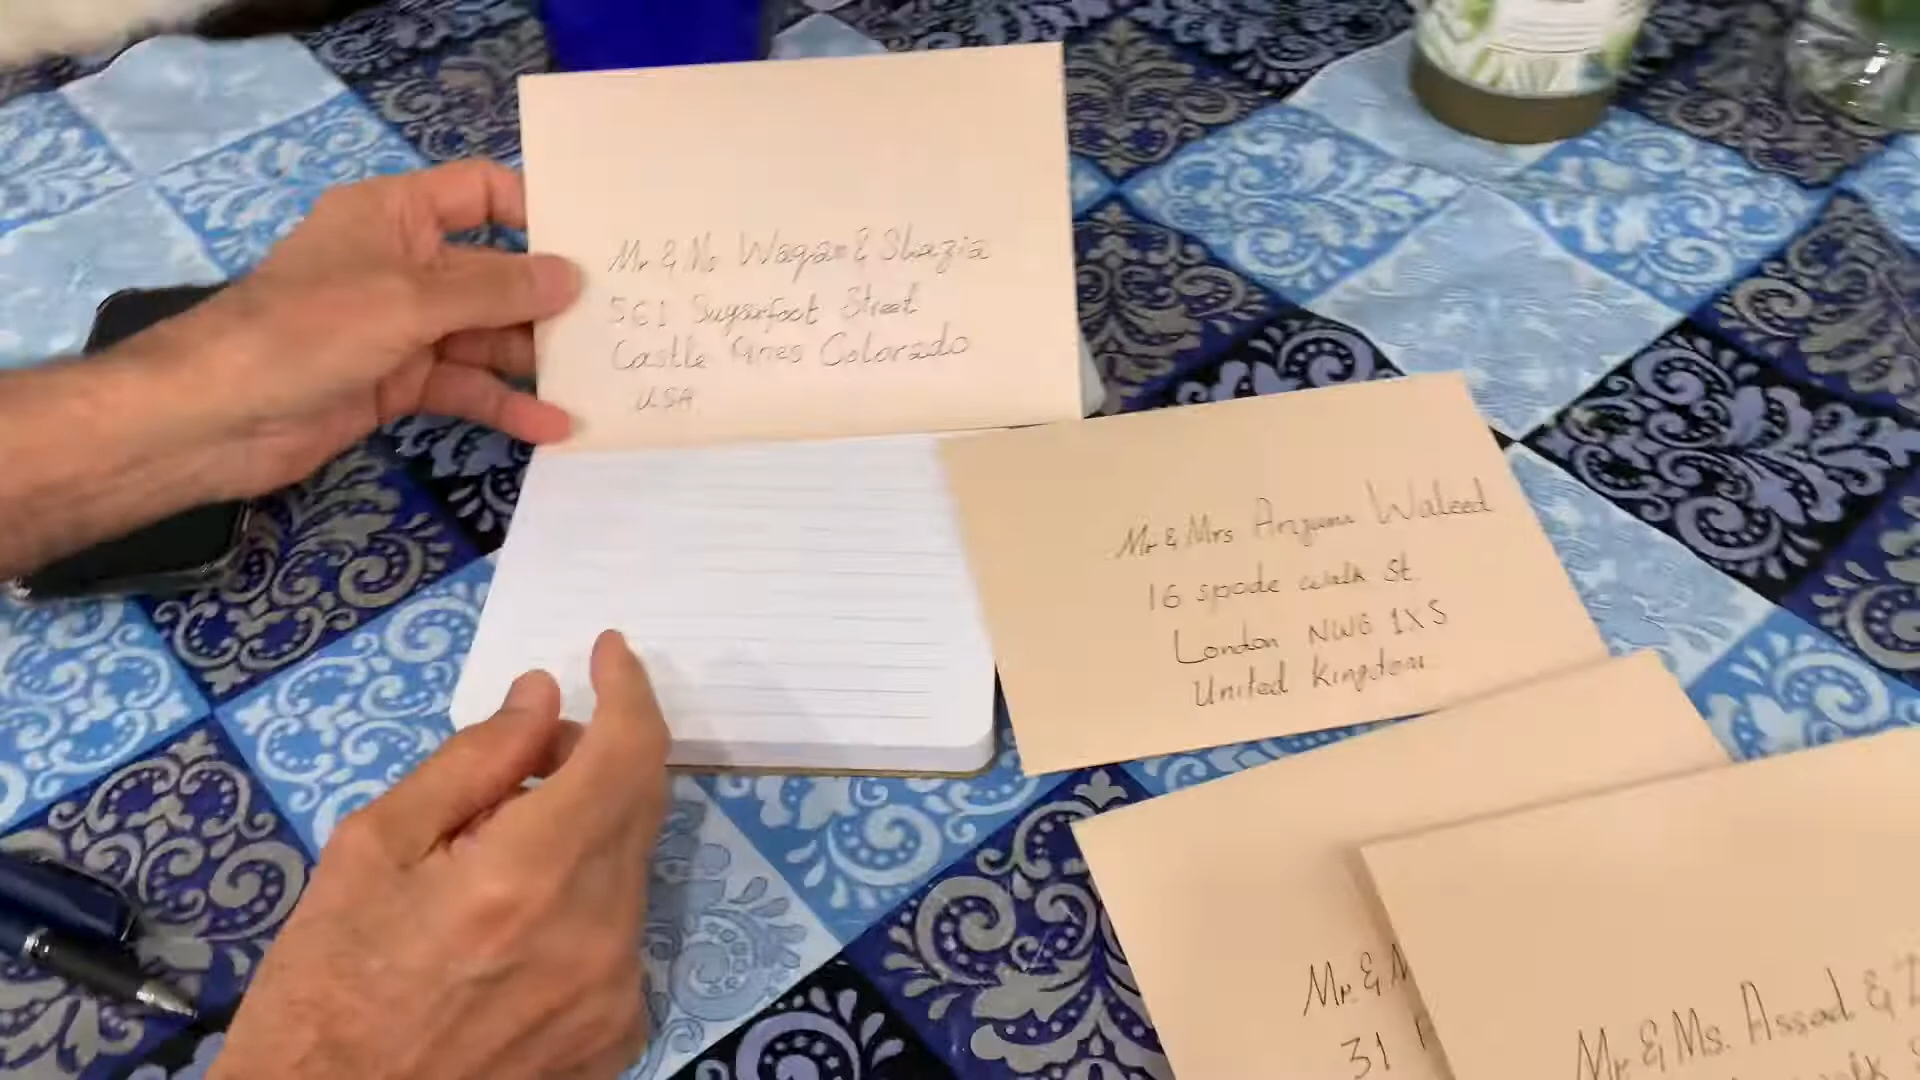 Mr & Ms Waqar & Shazia
561 Sugarfoot Street
Castle Pines Colorado
USA
Mr & Mrs Anjum Waleed
16 spode walk St.
London NW6 1XS
United Kingdom
Mr. & M
31
Mr & Ms. Assad &